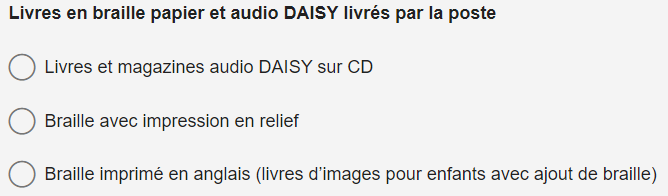 Livres en braille papier et audio DAISY livrés par la poste
Livres et magazines audio DAISY sur CD
Braille avec impression en relief
Braille imprimé en anglais (livres d’images pour enfants avec ajout de braille)